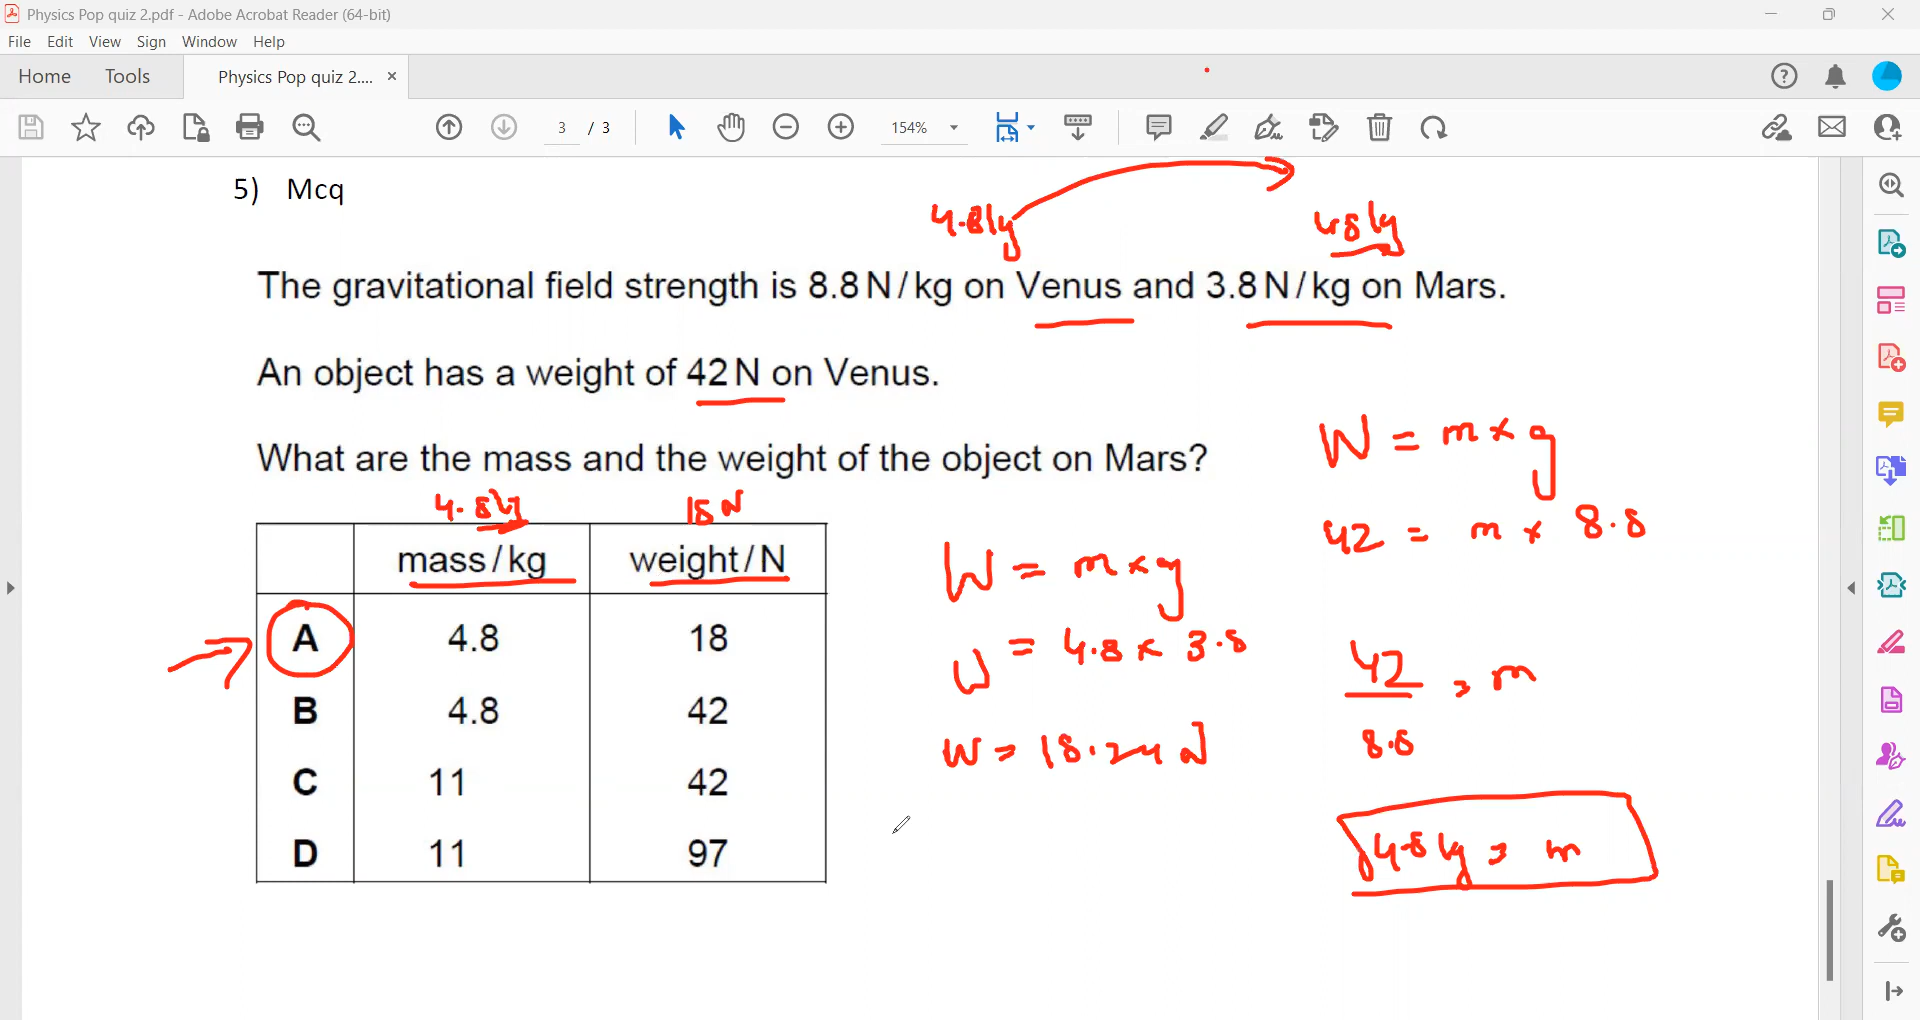 Physics Pop quiz 2.pdf - Adobe Acrobat Reader (64-bit)
File Edit View Sign Window Help
Home Tools Physics Pop quiz 2.... ×
3 / 3 154%
5) Mcq
4.8kg 4.8kg
The gravitational field strength is 8.8 N/kg on Venus and 3.8 N/kg on Mars.
An object has a weight of 42 N on Venus.
What are the mass and the weight of the object on Mars?
4.8kg 18 N
mass/kg weight/N
A 4.8 18
B 4.8 42
C 11 42
D 11 97
W = m × g
W = 4.8 × 3.8
W = 18.24 N
W = m × g
42 = m × 8.8
42
8.8
= m
4.8kg = m